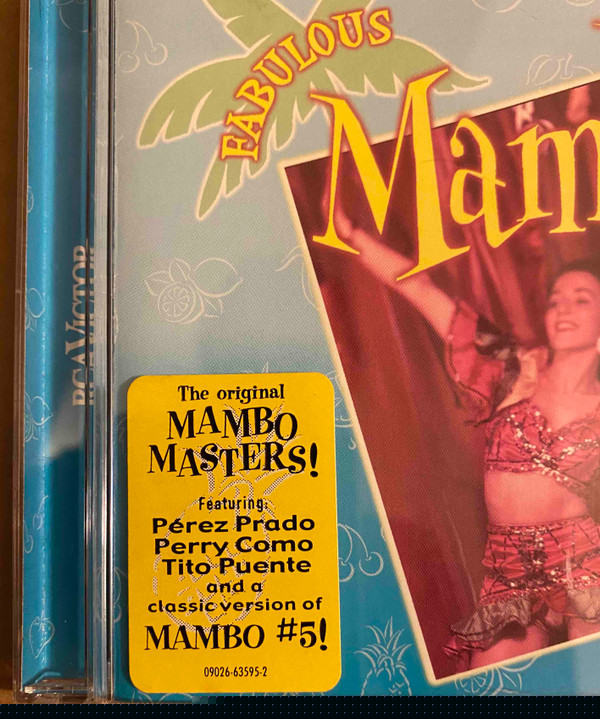 FABULOUS
Mam
RCA VICTOR
The original
MAMBO
MASTERS!
Featuring:
Pérez Prado
Perry Como
Tito Puente
and a
classic version of
MAMBO #5!
09026-63595-2